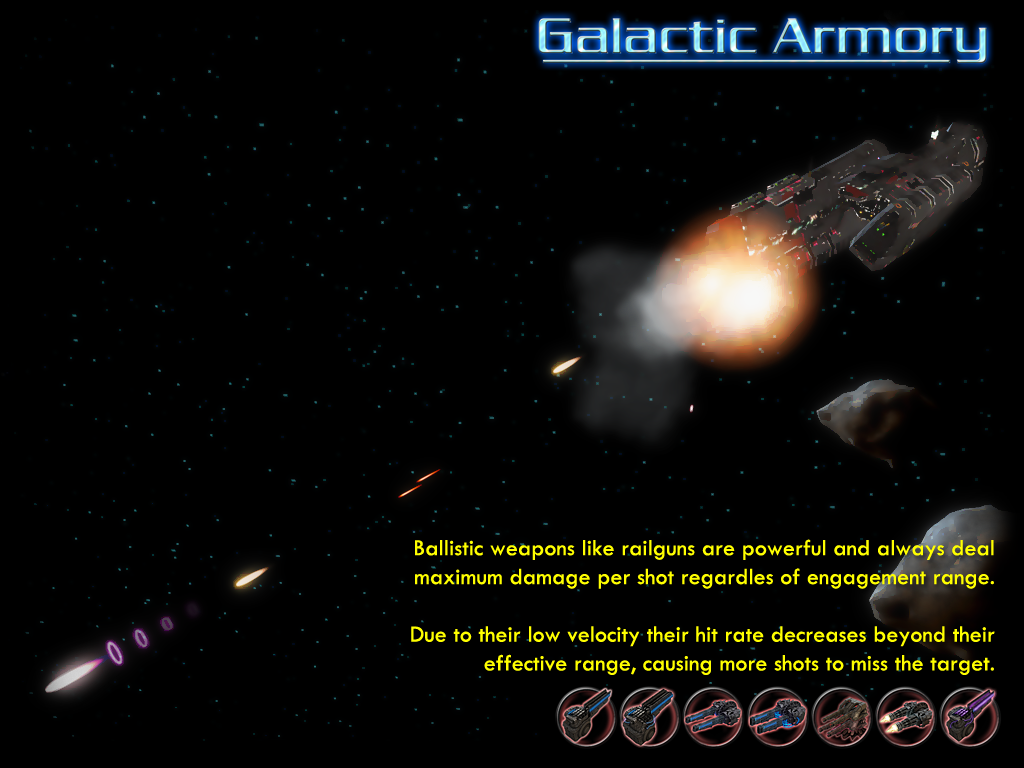 Galactic Armory
Ballistic weapons like railguns are powerful and always deal
maximum damage per shot regardles of engagement range.
Due to their low velocity their hit rate decreases beyond their
effective range, causing more shots to miss the target.